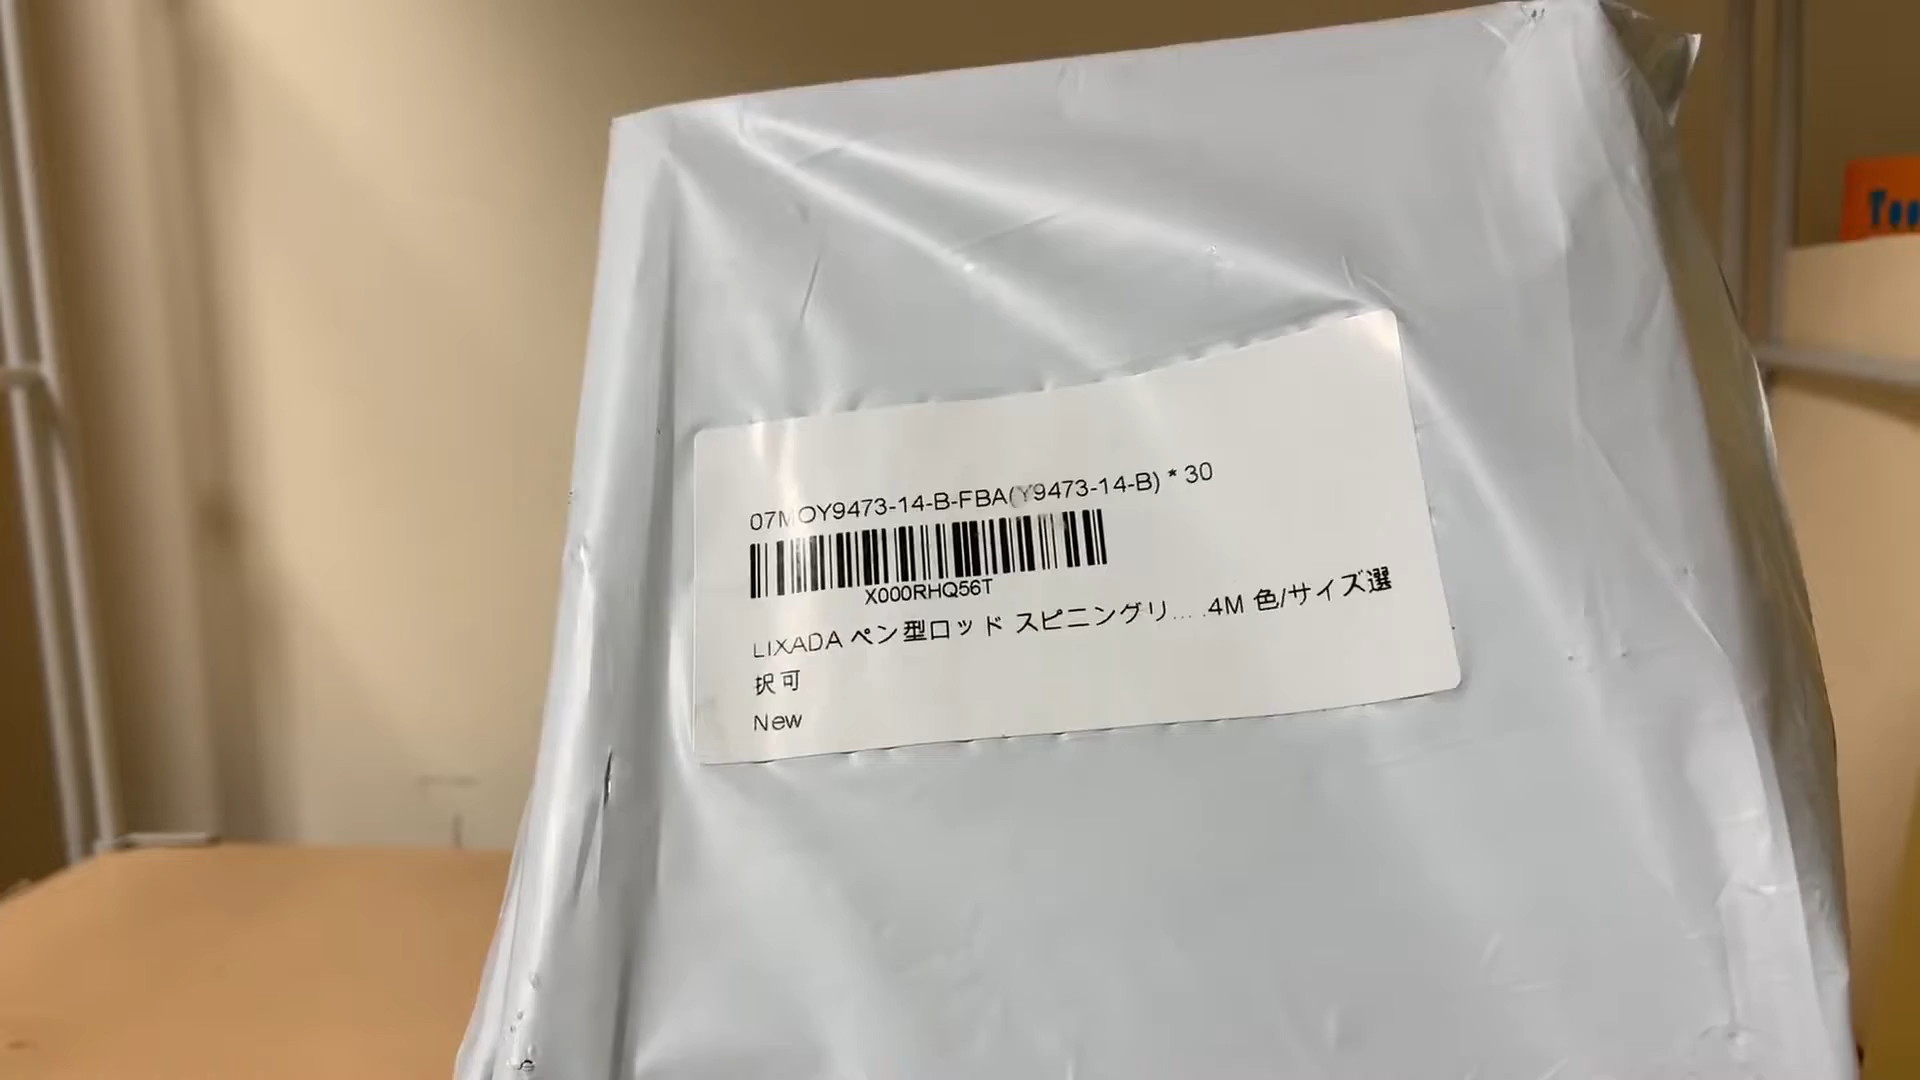 07MOY9473-14-B-FBA(Y9473-14-B) * 30
X000RHQ56T
LIXADA ペン型ロッド スピニングリ... .4M 色/サイズ選
択可
New